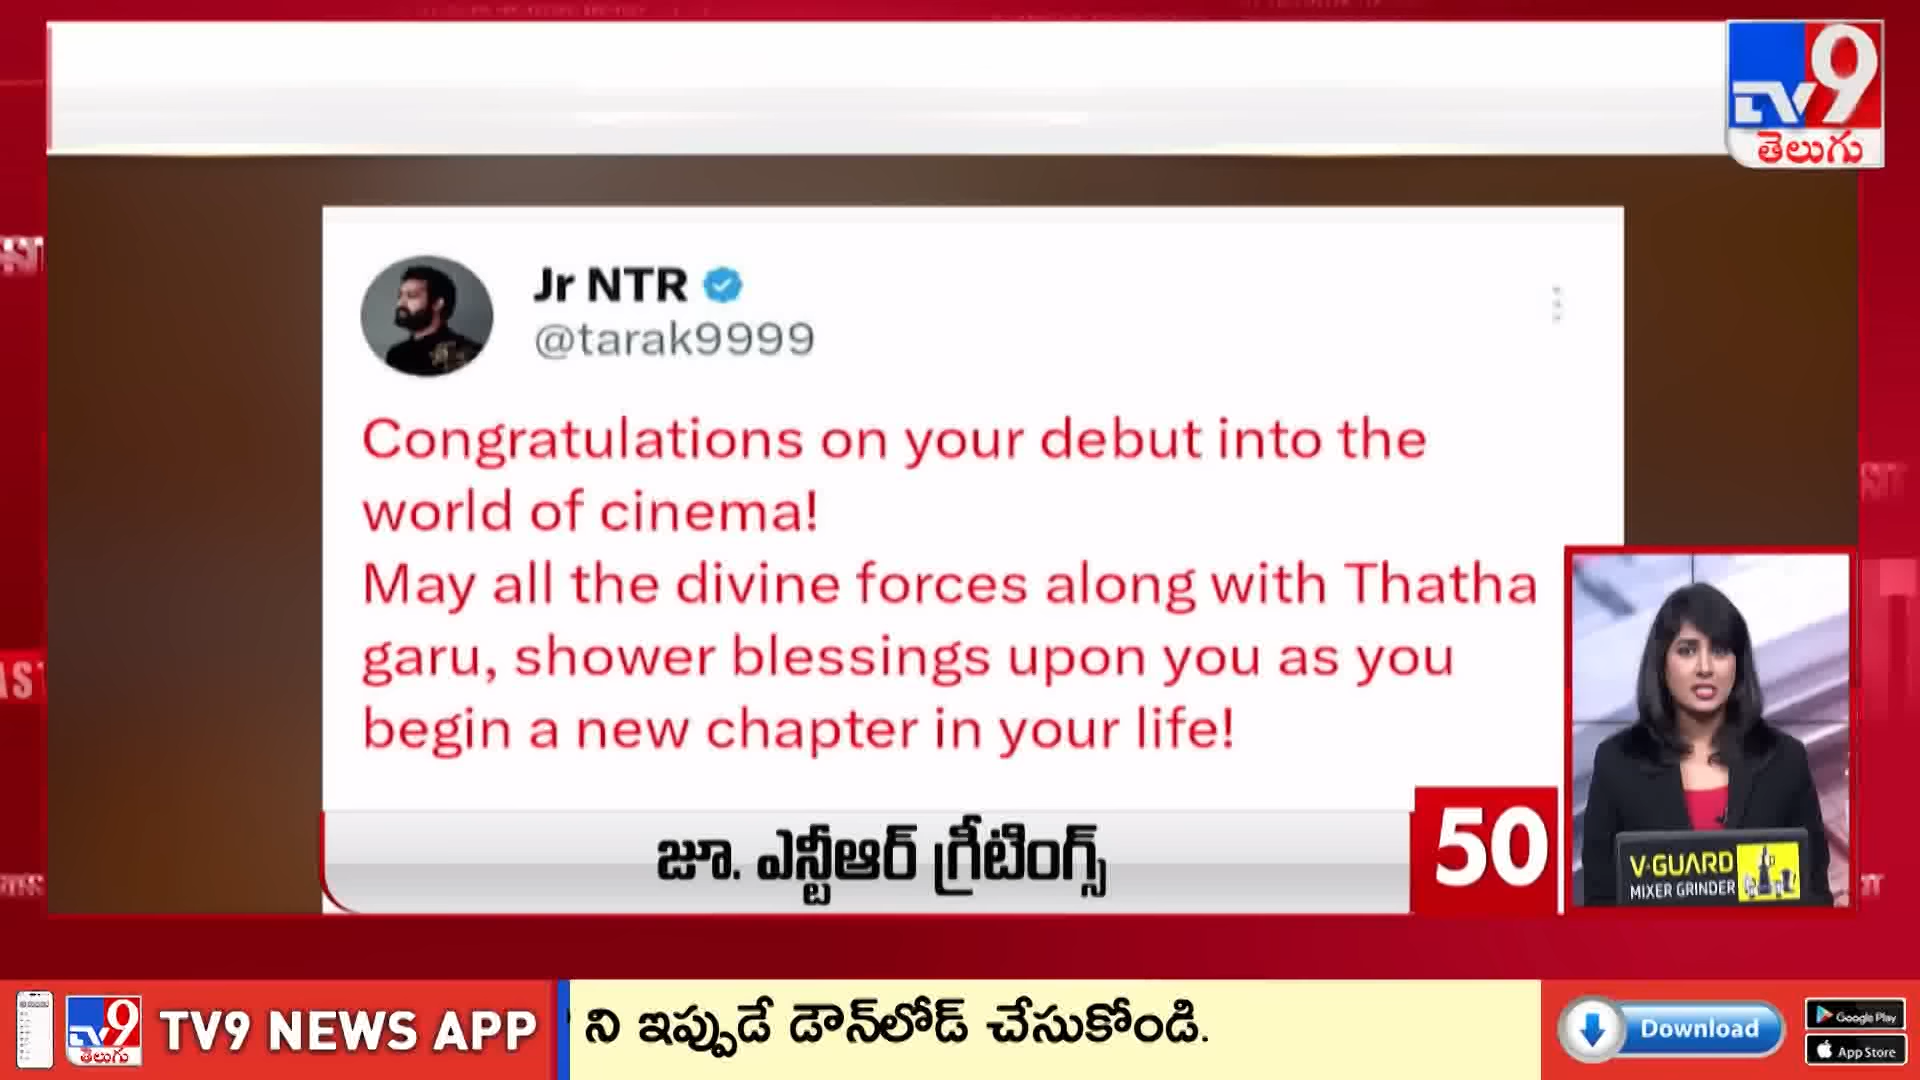 TV9
తెలుగు
Jr NTR
@tarak9999
Congratulations on your debut into the
world of cinema!
May all the divine forces along with Thatha
garu, shower blessings upon you as you
begin a new chapter in your life!
జూ. ఎన్టీఆర్ గ్రీటింగ్స్
50
V-GUARD
MIXER GRINDER
TV9
తెలుగు
TV9 NEWS APP
ని ఇప్పుడే డౌన్‌లోడ్ చేసుకోండి.
Download
Google Play
App Store